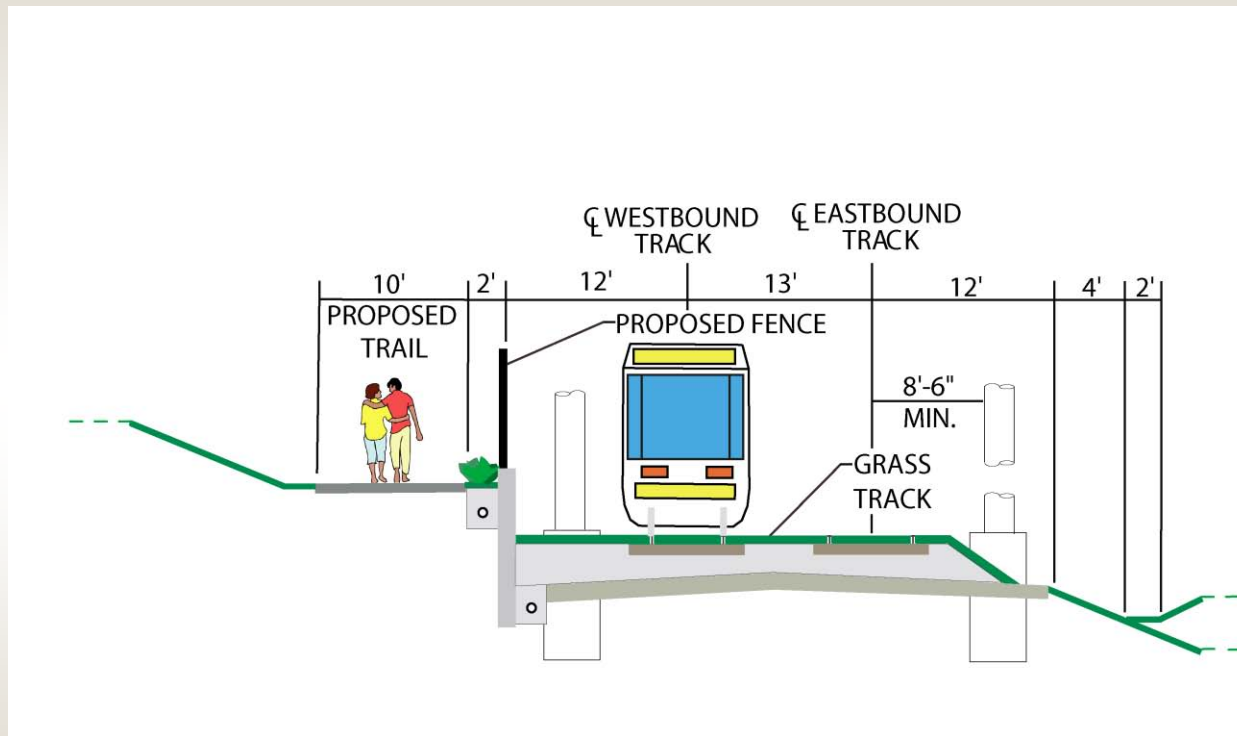 ℄ WESTBOUND
TRACK
℄ EASTBOUND
TRACK
10'
2'
12'
13'
12'
4'
2'
PROPOSED
TRAIL
PROPOSED FENCE
8'-6"
MIN.
GRASS
TRACK